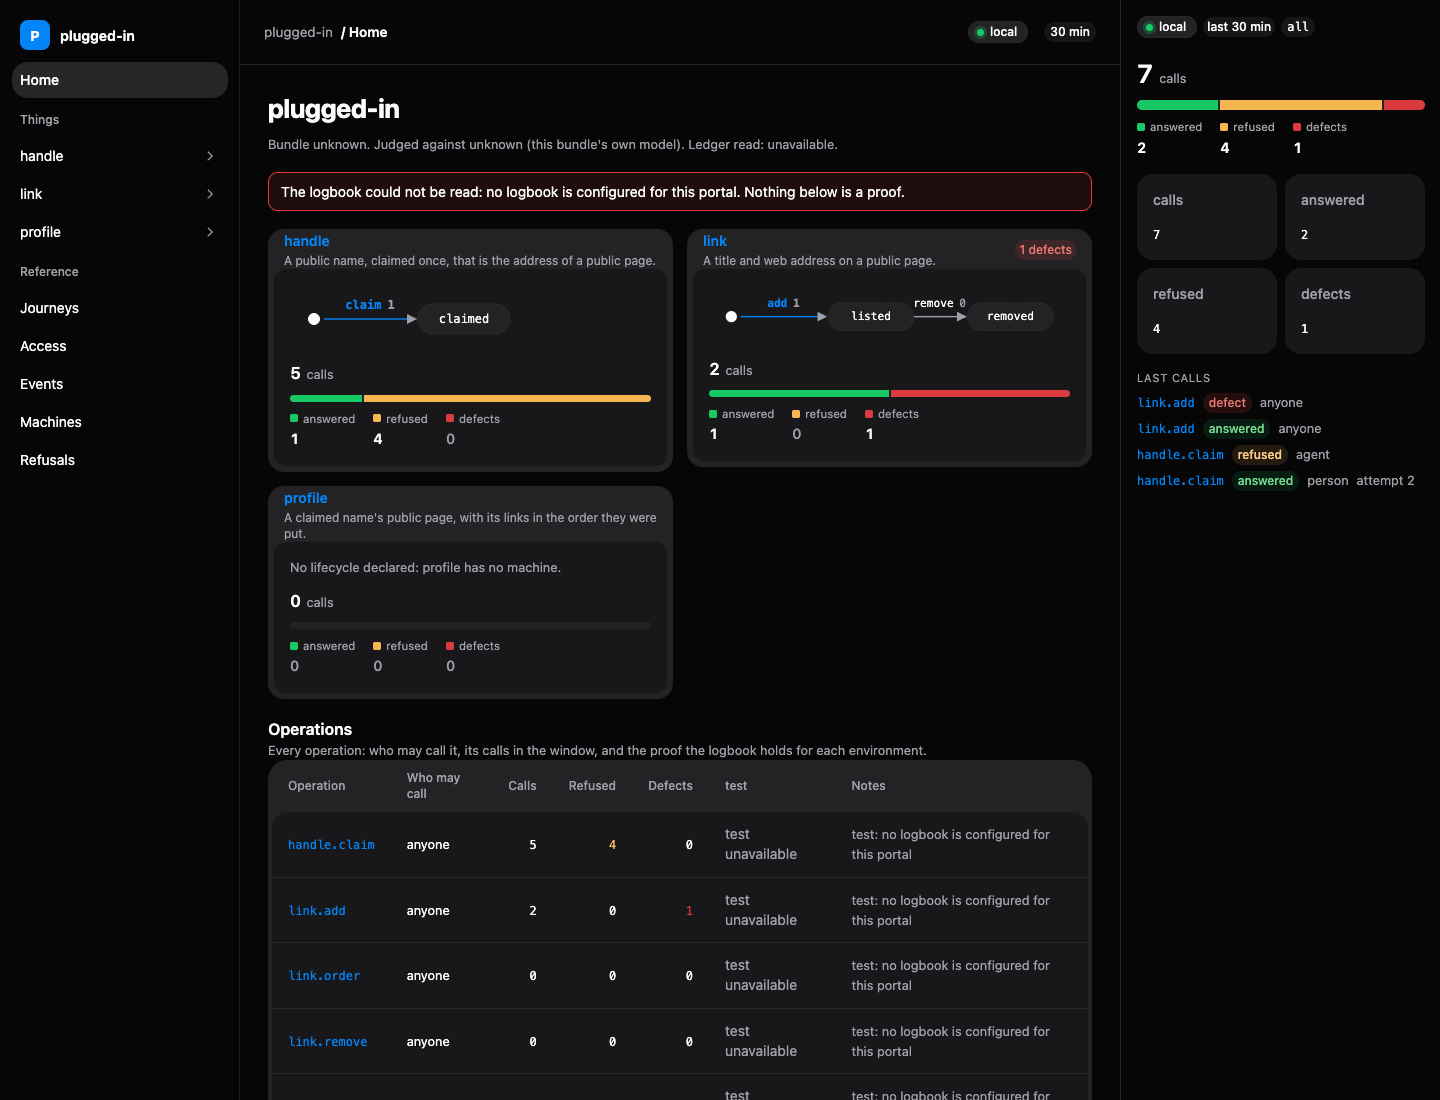 P plugged-in
Home
Things
handle
link
profile
Reference
Journeys
Access
Events
Machines
Refusals
plugged-in / Home
local 30 min
plugged-in
Bundle unknown. Judged against unknown (this bundle's own model). Ledger read: unavailable.
The logbook could not be read: no logbook is configured for this portal. Nothing below is a proof.
handle
A public name, claimed once, that is the address of a public page.
claim 1
claimed
5 calls
answered refused defects
1 4 0
link
1 defects
A title and web address on a public page.
add 1 remove 0
listed removed
2 calls
answered refused defects
1 0 1
profile
A claimed name's public page, with its links in the order they were
put.
No lifecycle declared: profile has no machine.
0 calls
answered refused defects
0 0 0
Operations
Every operation: who may call it, its calls in the window, and the proof the logbook holds for each environment.
Operation Who may call Calls Refused Defects test Notes
handle.claim anyone 5 4 0 test unavailable test: no logbook is configured for this portal
link.add anyone 2 0 1 test unavailable test: no logbook is configured for this portal
link.order anyone 0 0 0 test unavailable test: no logbook is configured for this portal
link.remove anyone 0 0 0 test unavailable test: no logbook is configured for this portal
test test: no logbook is configured for
local last 30 min all
7 calls
answered refused defects
2 4 1
calls
7
answered
2
refused
4
defects
1
LAST CALLS
link.add defect anyone
link.add answered anyone
handle.claim refused agent
handle.claim answered person attempt 2